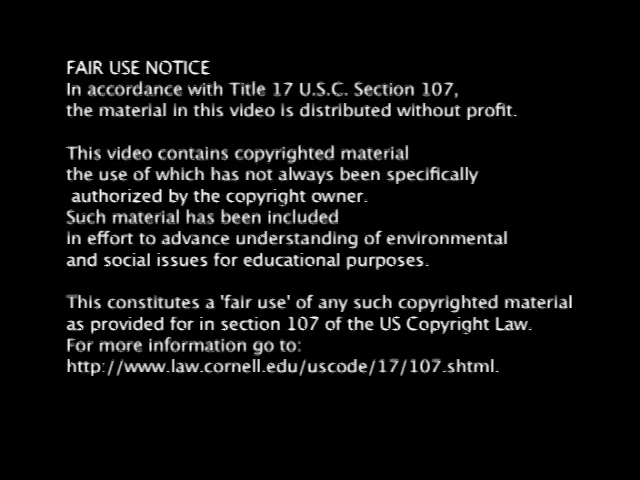 FAIR USE NOTICE
In accordance with Title 17 U.S.C. Section 107,
the material in this video is distributed without profit.
This video contains copyrighted material
the use of which has not always been specifically
authorized by the copyright owner.
Such material has been included
in effort to advance understanding of environmental
and social issues for educational purposes.
This constitutes a 'fair use' of any such copyrighted material
as provided for in section 107 of the US Copyright Law.
For more information go to:
http://www.law.cornell.edu/uscode/17/107.shtml.